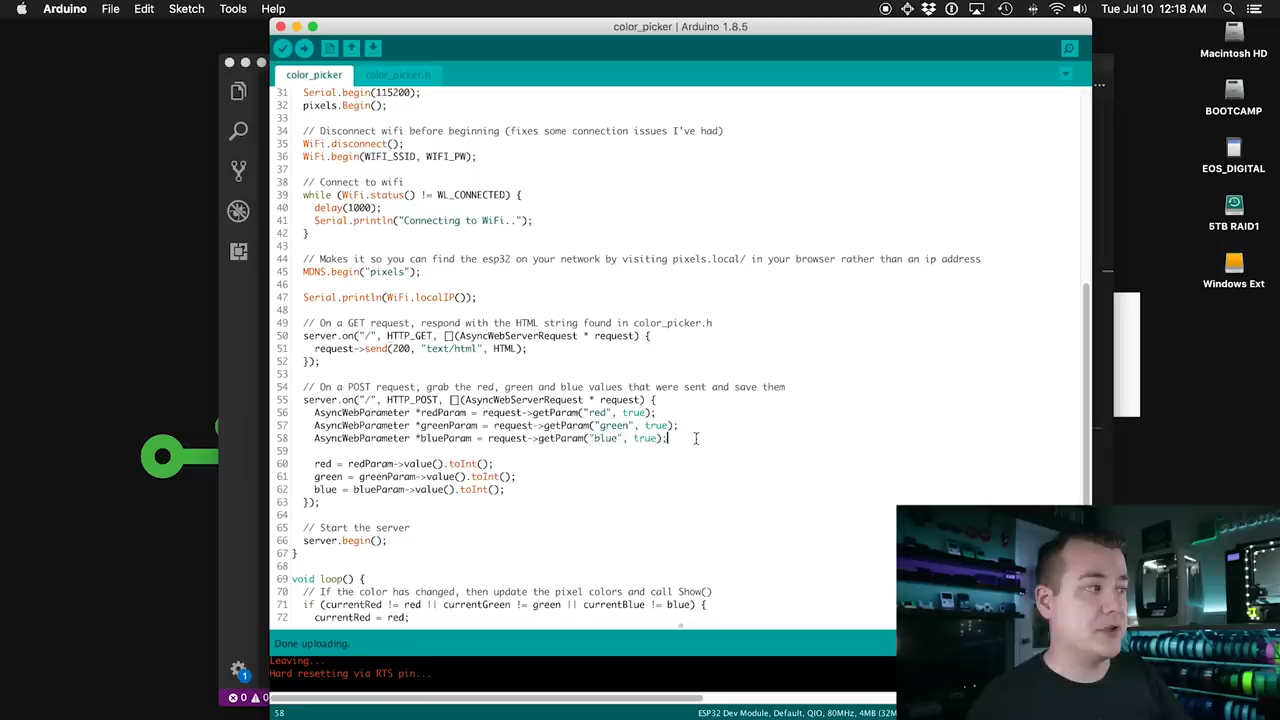 Arduino File Edit Sketch Tools Help
Tue Jul 10 12:18 AM
color_picker | Arduino 1.8.5
Macintosh HD
BOOTCAMP
EOS_DIGITAL
5TB RAID1
Windows Ext
color_picker color_picker.h
31 Serial.begin(115200);
32 pixels.Begin();
33
34 // Disconnect wifi before beginning (fixes some connection issues I've had)
35 WiFi.disconnect();
36 WiFi.begin(WIFI_SSID, WIFI_PW);
37
38 // Connect to wifi
39 while (WiFi.status() != WL_CONNECTED) {
40 delay(1000);
41 Serial.println("Connecting to WiFi..");
42 }
43
44 // Makes it so you can find the esp32 on your network by visiting pixels.local/ in your browser rather than an ip address
45 MDNS.begin("pixels");
46
47 Serial.println(WiFi.localIP());
48
49 // On a GET request, respond with the HTML string found in color_picker.h
50 server.on("/", HTTP_GET, [](AsyncWebServerRequest * request) {
51 request->send(200, "text/html", HTML);
52 });
53
54 // On a POST request, grab the red, green and blue values that were sent and save them
55 server.on("/", HTTP_POST, [](AsyncWebServerRequest * request) {
56 AsyncWebParameter *redParam = request->getParam("red", true);
57 AsyncWebParameter *greenParam = request->getParam("green", true);
58 AsyncWebParameter *blueParam = request->getParam("blue", true);
59
60 red = redParam->value().toInt();
61 green = greenParam->value().toInt();
62 blue = blueParam->value().toInt();
63 });
64
65 // Start the server
66 server.begin();
67 }
68
69 void loop() {
70 // If the color has changed, then update the pixel colors and call Show()
71 if (currentRed != red || currentGreen != green || currentBlue != blue) {
72 currentRed = red;
Done uploading.
Leaving...
Hard resetting via RTS pin...
1
0 0
58
ESP32 Dev Module, Default, QIO, 80MHz, 4MB (32M